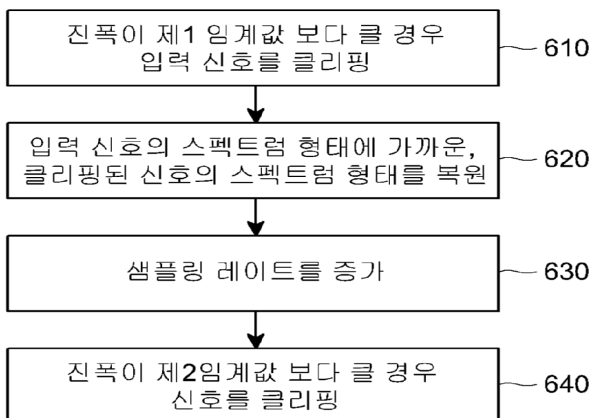 진폭이 제1 임계값 보다 클 경우
입력 신호를 클리핑
610
입력 신호의 스펙트럼 형태에 가까운,
클리핑된 신호의 스펙트럼 형태를 복원
620
샘플링 레이트를 증가
630
진폭이 제2임계값 보다 클 경우
신호를 클리핑
640